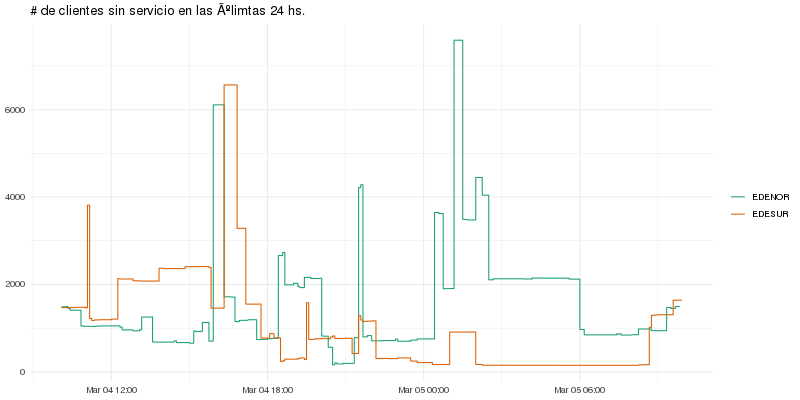 # de clientes sin servicio en las Ãºlimtas 24 hs.
6000
4000
2000
0
Mar 04 12:00
Mar 04 18:00
Mar 05 00:00
Mar 05 06:00
EDENOR
EDESUR